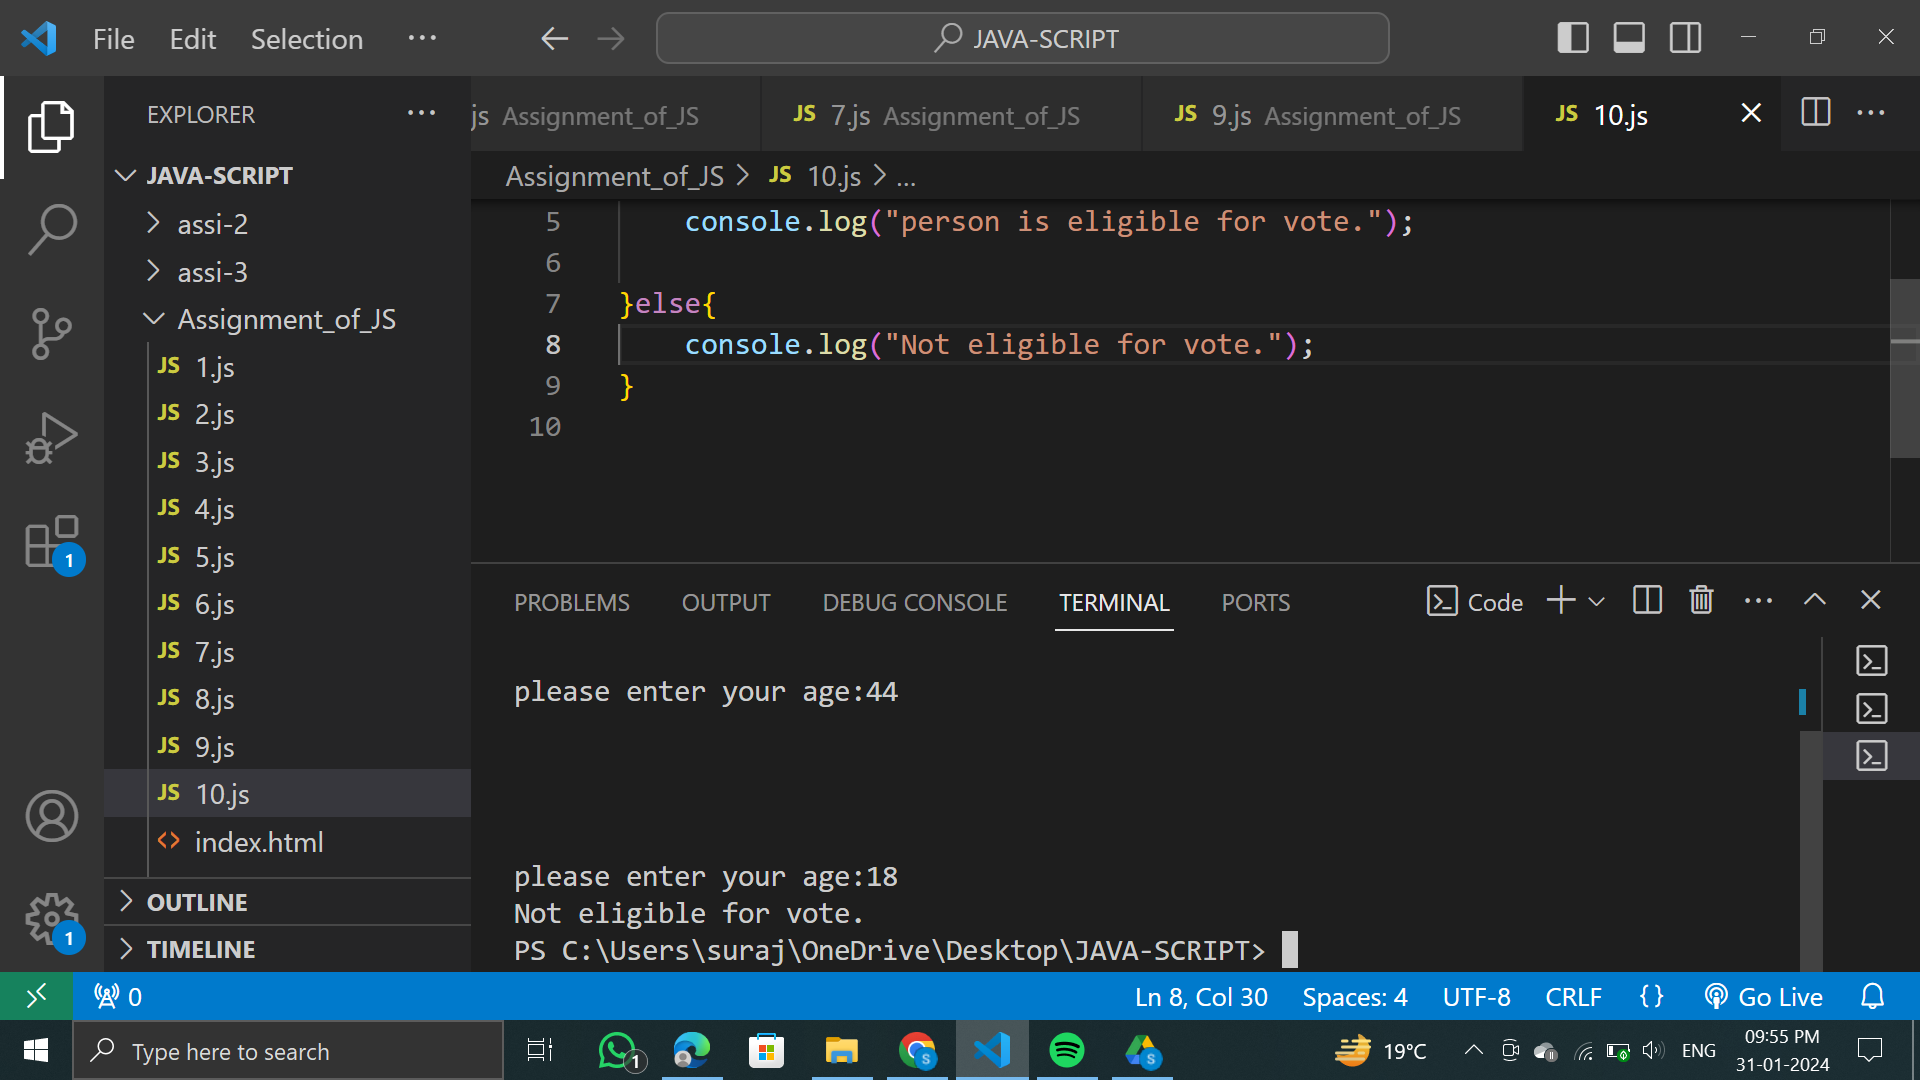 File Edit Selection ...
JAVA-SCRIPT
EXPLORER ...
JAVA-SCRIPT
assi-2
assi-3
Assignment_of_JS
JS 1.js
JS 2.js
JS 3.js
JS 4.js
JS 5.js
JS 6.js
JS 7.js
JS 8.js
JS 9.js
JS 10.js
<> index.html
OUTLINE
TIMELINE
js Assignment_of_JS JS 7.js Assignment_of_JS JS 9.js Assignment_of_JS JS 10.js
Assignment_of_JS > JS 10.js > ...
5 console.log("person is eligible for vote.");
6
7 }else{
8 console.log("Not eligible for vote.");
9 }
10
PROBLEMS OUTPUT DEBUG CONSOLE TERMINAL PORTS Code
please enter your age:44
please enter your age:18
Not eligible for vote.
PS C:\Users\suraj\OneDrive\Desktop\JAVA-SCRIPT>
1
1
0 Ln 8, Col 30 Spaces: 4 UTF-8 CRLF {} Go Live
Type here to search 1 S S 19°C ENG 09:55 PM
31-01-2024